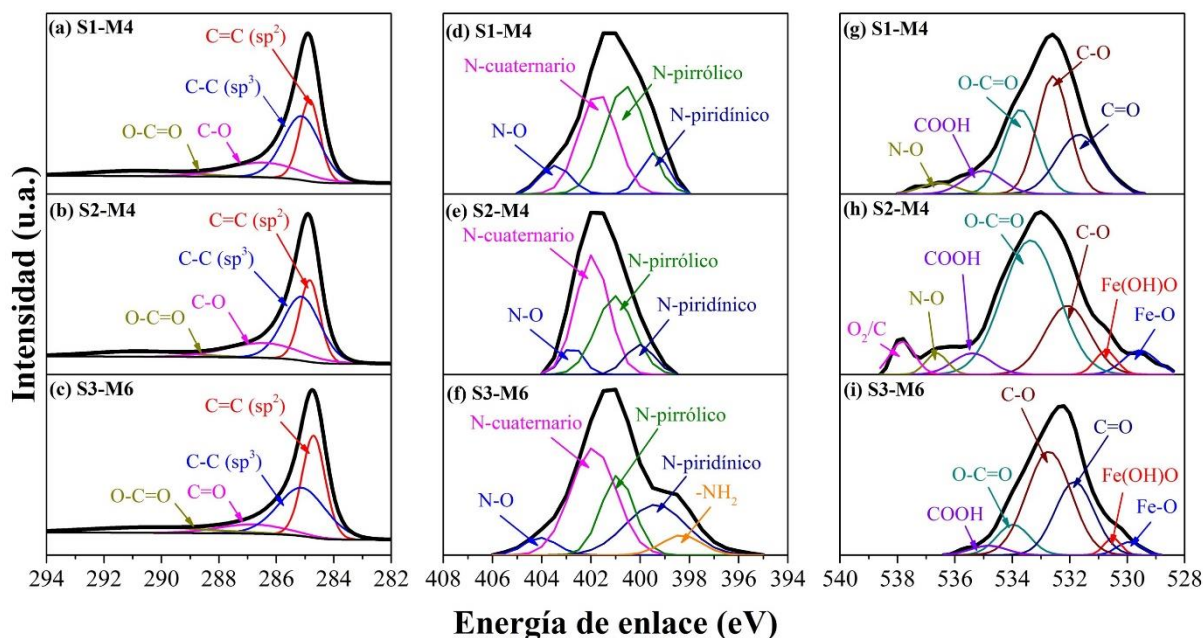 Intensidad (u.a.)
(a) S1-M4
C=C (sp²)
C-C (sp³)
O-C=O
C-O
(b) S2-M4
C=C (sp²)
C-C (sp³)
C-O
O-C=O
(c) S3-M6
C=C (sp²)
C-C (sp³)
O-C=O
C=O
294 292 290 288 286 284 282
(d) S1-M4
N-cuaternario
N-pirrólico
N-O
N-piridínico
(e) S2-M4
N-cuaternario
N-pirrólico
N-O
N-piridínico
(f) S3-M6
N-cuaternario
N-pirrólico
N-piridínico
N-O
-NH₂
408 406 404 402 400 398 396 394
(g) S1-M4
C-O
O-C=O
C=O
COOH
N-O
(h) S2-M4
O-C=O
C-O
COOH
Fe(OH)O
N-O
Fe-O
O₂/C
(i) S3-M6
C-O
C=O
O-C=O
Fe(OH)O
COOH
Fe-O
540 538 536 534 532 530 528
Energía de enlace (eV)